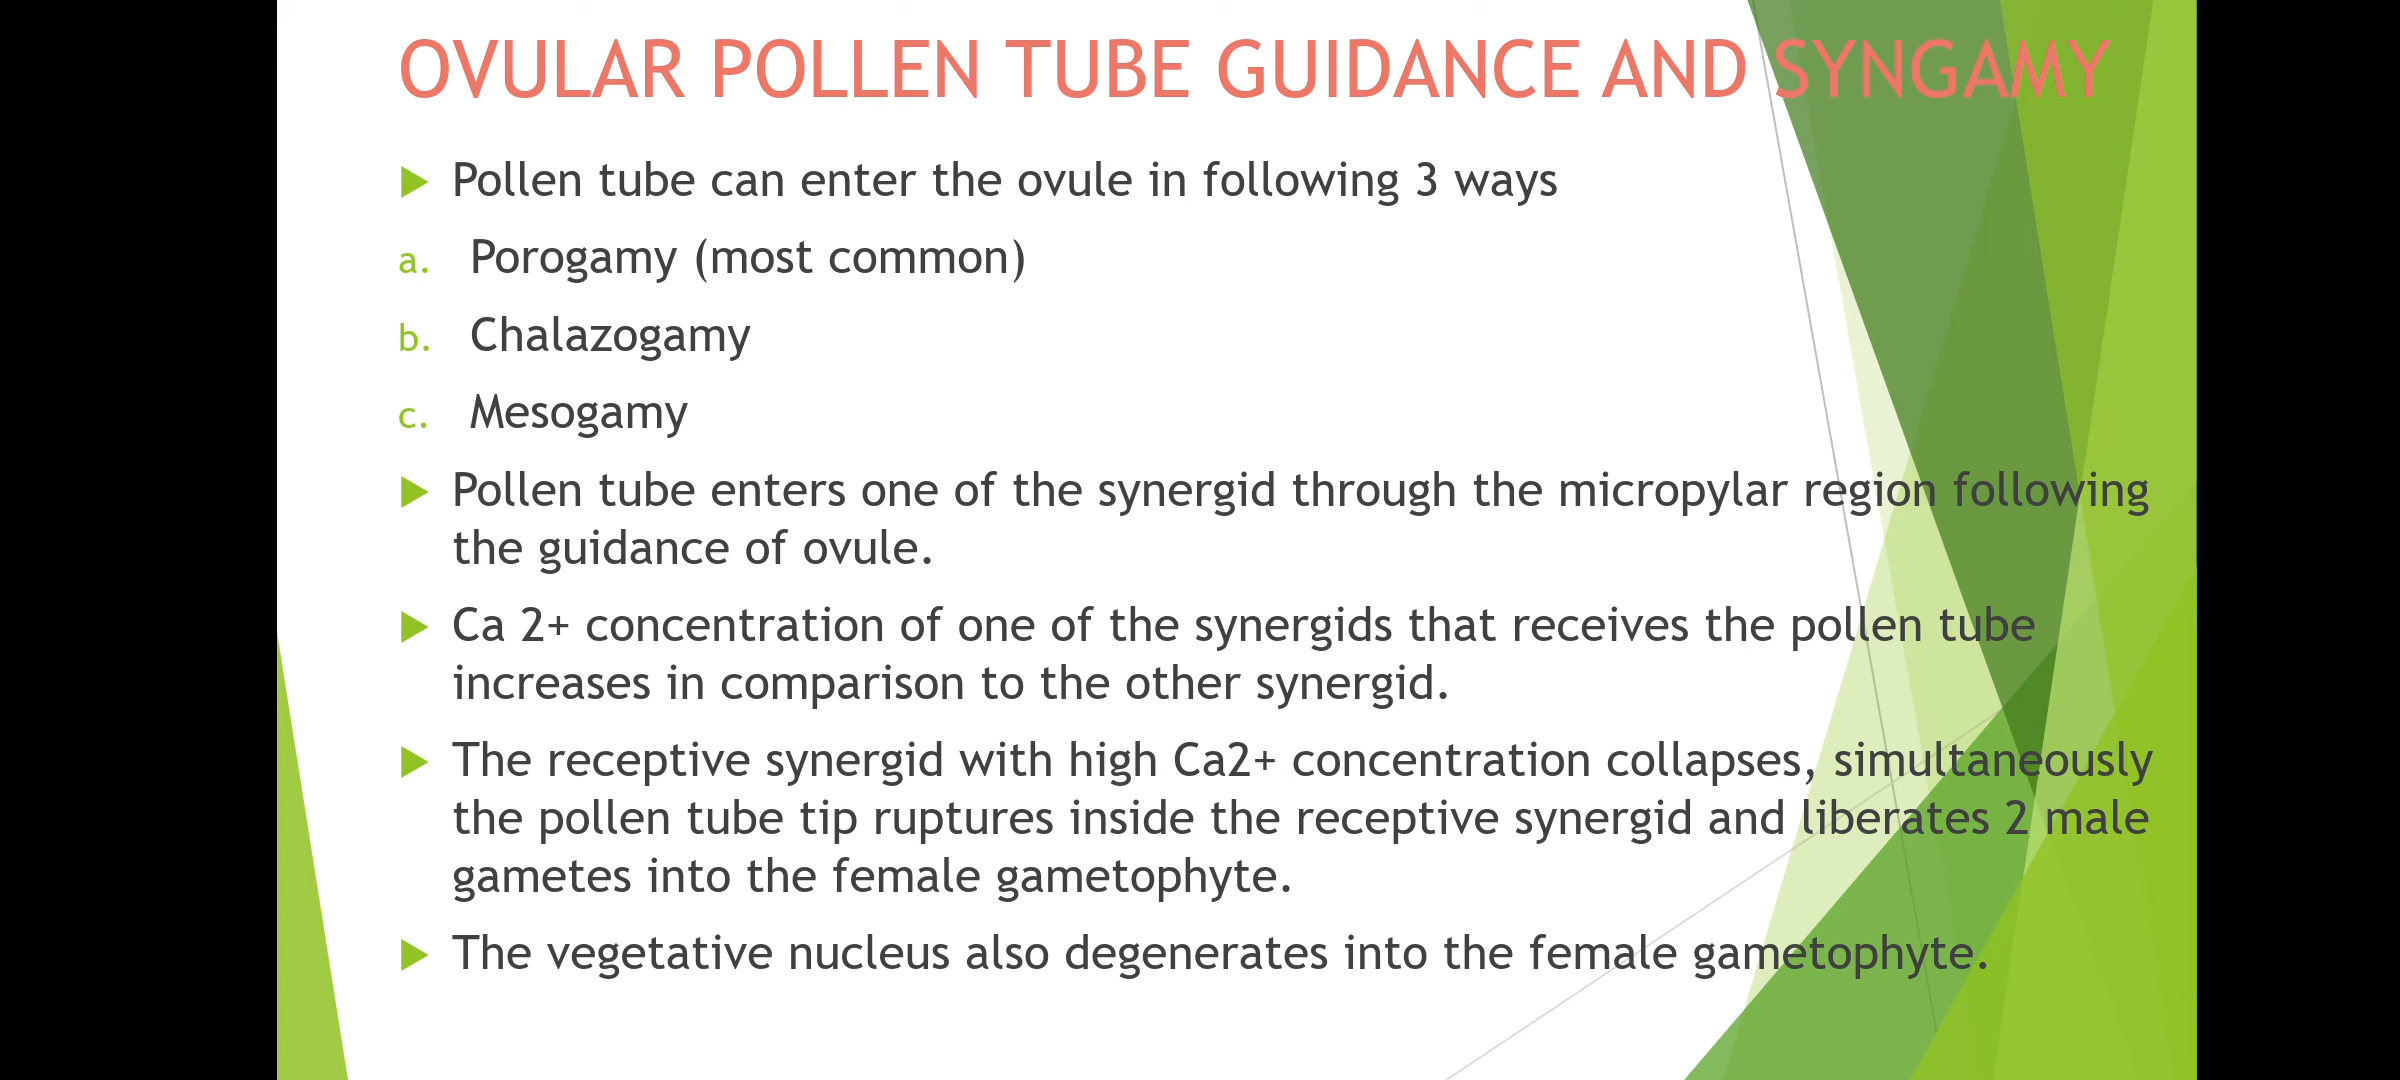 OVULAR POLLEN TUBE GUIDANCE AND SYNGAMY
Pollen tube can enter the ovule in following 3 ways
a. Porogamy (most common)
b. Chalazogamy
c. Mesogamy
Pollen tube enters one of the synergid through the micropylar region following
the guidance of ovule.
Ca 2+ concentration of one of the synergids that receives the pollen tube
increases in comparison to the other synergid.
The receptive synergid with high Ca2+ concentration collapses, simultaneously
the pollen tube tip ruptures inside the receptive synergid and liberates 2 male
gametes into the female gametophyte.
The vegetative nucleus also degenerates into the female gametophyte.